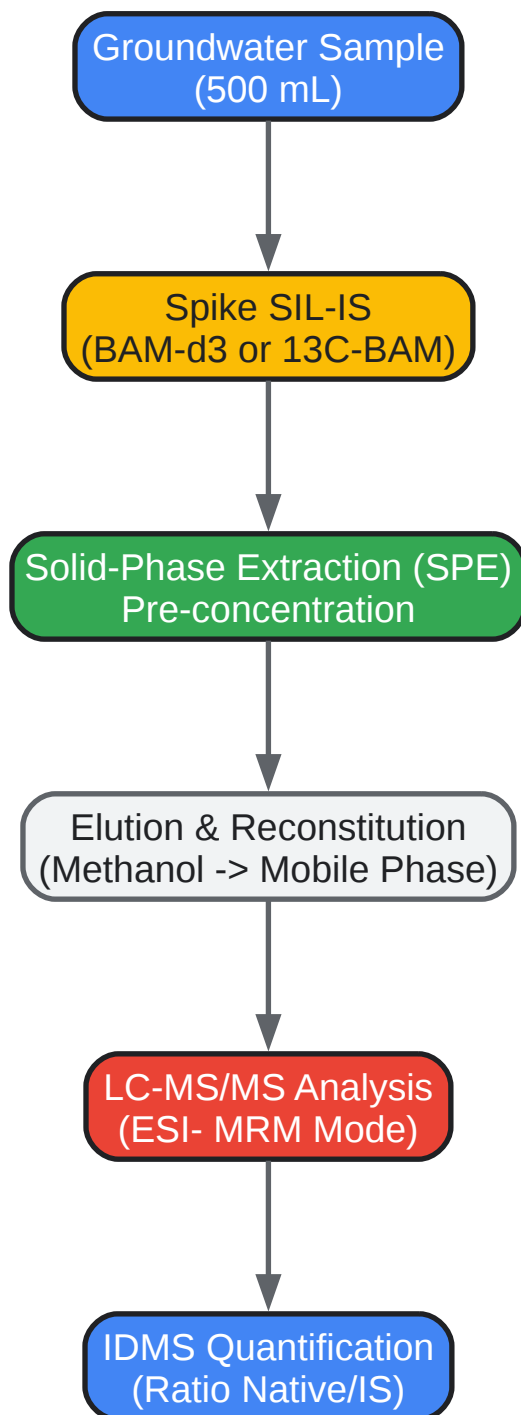 Groundwater Sample
(500 mL)
Spike SIL-IS
(BAM-d3 or 13C-BAM)
Solid-Phase Extraction (SPE)
Pre-concentration
Elution & Reconstitution
(Methanol -> Mobile Phase)
LC-MS/MS Analysis
(ESI- MRM Mode)
IDMS Quantification
(Ratio Native/IS)